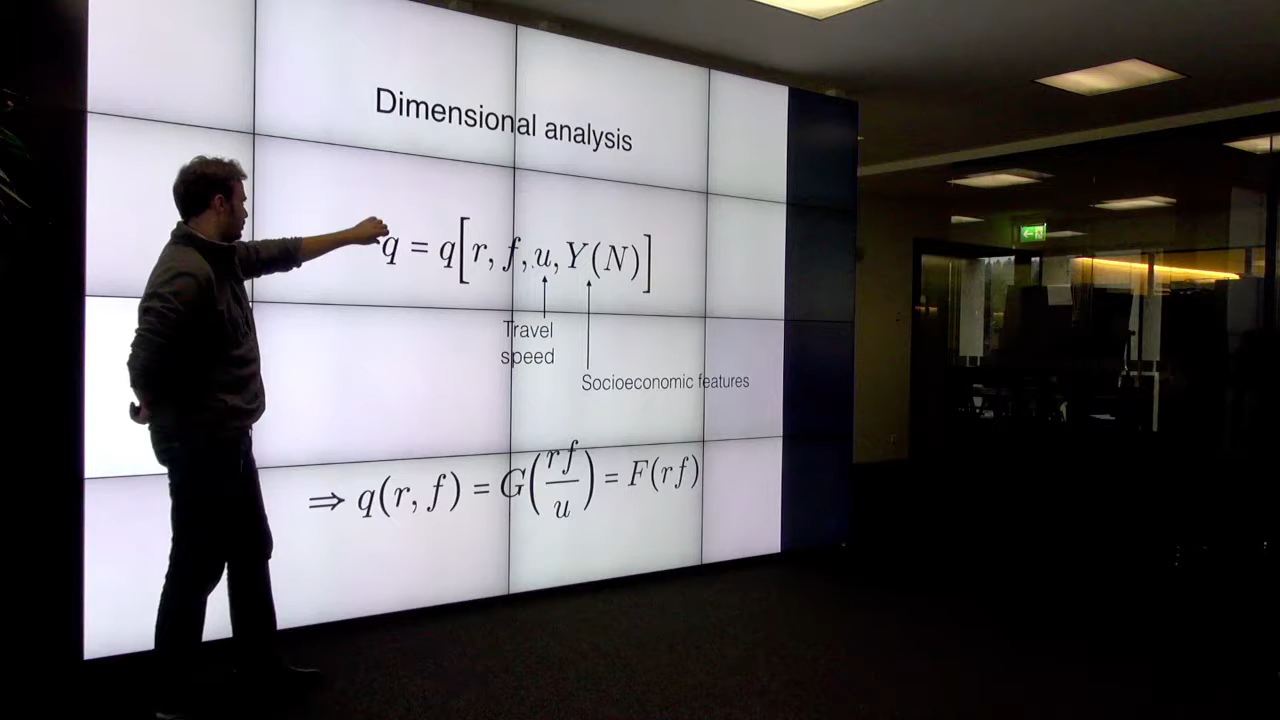 Dimensional analysis
q = q[r, f, u, Y(N)]
Travel
speed
Socioeconomic features
⇒ q(r, f) = G(rf/u) = F(rf)